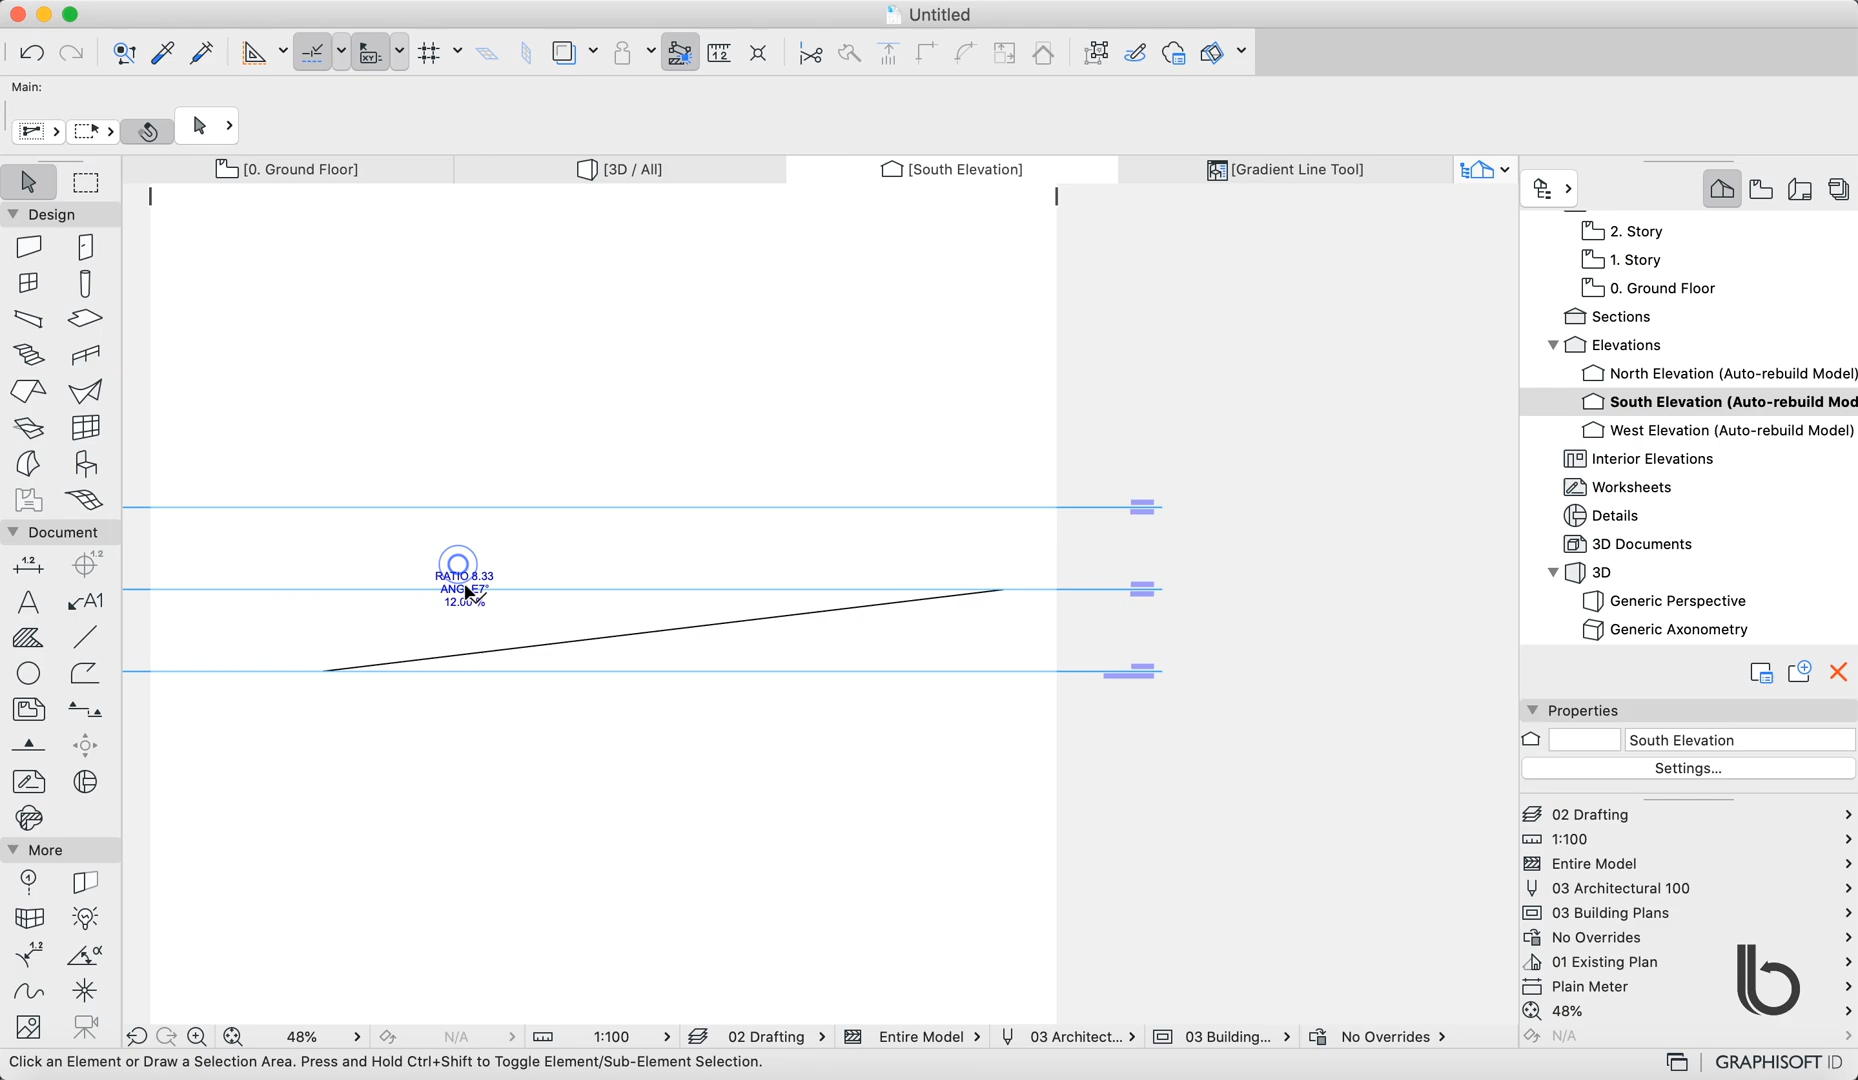 Untitled
Main:
[0. Ground Floor]
[3D / All]
[South Elevation]
[Gradient Line Tool]
Design
Document
More
RATIO 8.33
12.00 %
2. Story
1. Story
0. Ground Floor
Sections
Elevations
North Elevation (Auto-rebuild Model)
South Elevation (Auto-rebuild Mod
West Elevation (Auto-rebuild Model)
Interior Elevations
Worksheets
Details
3D Documents
3D
Generic Perspective
Generic Axonometry
Properties
South Elevation
Settings...
02 Drafting
1:100
Entire Model
03 Architectural 100
03 Building Plans
No Overrides
01 Existing Plan
Plain Meter
48%
N/A
48% N/A 1:100 02 Drafting Entire Model 03 Architect... 03 Building... No Overrides
Click an Element or Draw a Selection Area. Press and Hold Ctrl+Shift to Toggle Element/Sub-Element Selection.
GRAPHISOFT ID